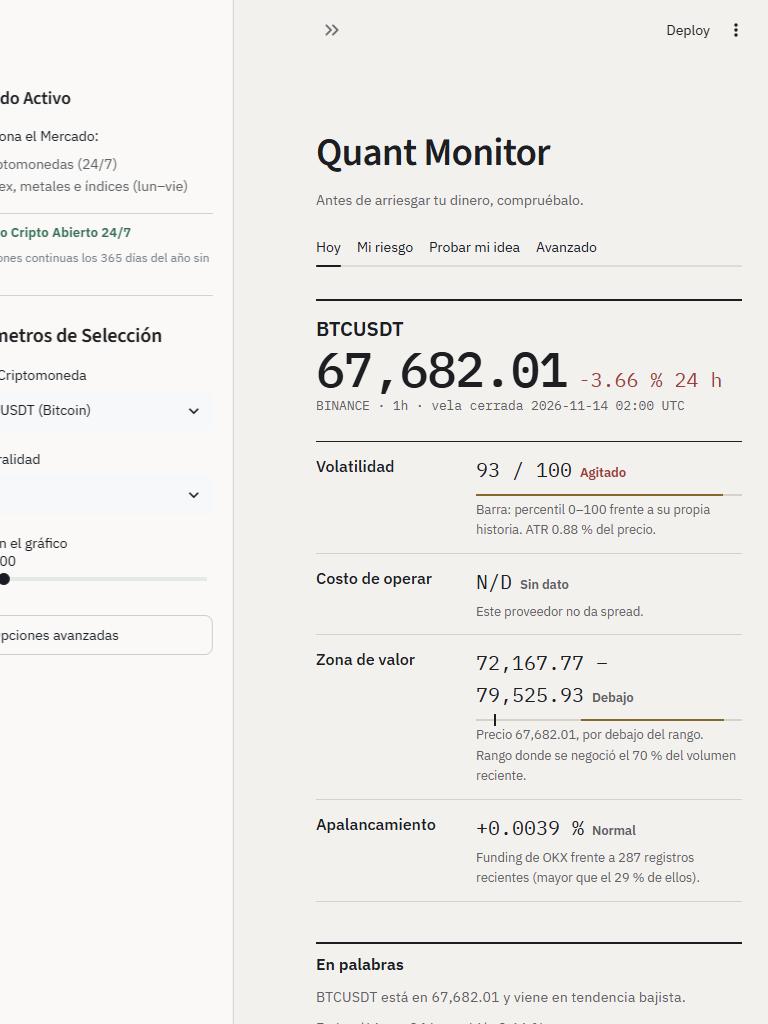 do Activo
ona el Mercado:
ptomonedas (24/7)
ex, metales e índices (lun–vie)
o Cripto Abierto 24/7
ones continuas los 365 días del año sin
metros de Selección
Criptomoneda
USDT (Bitcoin)
ralidad
n el gráfico
00
pciones avanzadas
Deploy
Quant Monitor
Antes de arriesgar tu dinero, compruébalo.
Hoy Mi riesgo Probar mi idea Avanzado
BTCUSDT
67,682.01 -3.66 % 24 h
BINANCE · 1h · vela cerrada 2026-11-14 02:00 UTC
Volatilidad
93 / 100 Agitado
Barra: percentil 0–100 frente a su propia
historia. ATR 0.88 % del precio.
Costo de operar
N/D Sin dato
Este proveedor no da spread.
Zona de valor
72,167.77 –
79,525.93 Debajo
Precio 67,682.01, por debajo del rango.
Rango donde se negoció el 70 % del volumen
reciente.
Apalancamiento
+0.0039 % Normal
Funding de OKX frente a 287 registros
recientes (mayor que el 29 % de ellos).
En palabras
BTCUSDT está en 67,682.01 y viene en tendencia bajista.